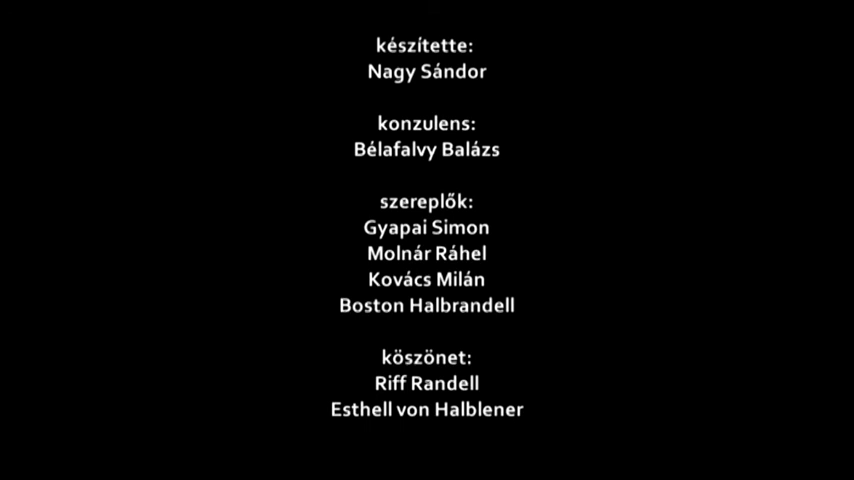 készítette:
Nagy Sándor
konzulens:
Bélafalvy Balázs
szereplők:
Gyapai Simon
Molnár Ráhel
Kovács Milán
Boston Halbrandell
köszönet:
Riff Randell
Esthell von Halblener